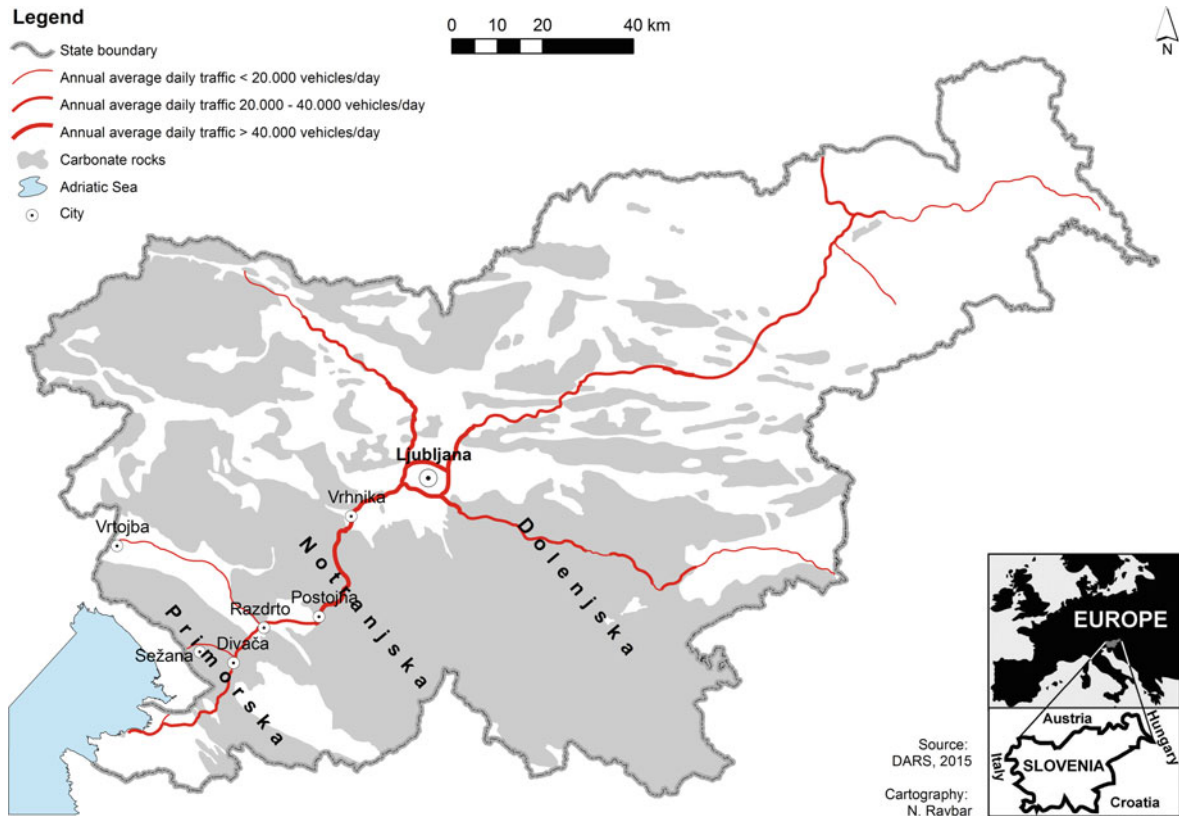 Legend
State boundary
Annual average daily traffic < 20.000 vehicles/day
Annual average daily traffic 20.000 - 40.000 vehicles/day
Annual average daily traffic > 40.000 vehicles/day
Carbonate rocks
Adriatic Sea
City
0 10 20 40 km
N
Ljubljana
Vrhnika
Vrtojba
Notranjska
Dolenjska
Postojna
Razdrto
Primorska
Divača
Sežana
EUROPE
Austria
Hungary
Italy
SLOVENIA
Croatia
Source:
DARS, 2015
Cartography:
N. Ravbar